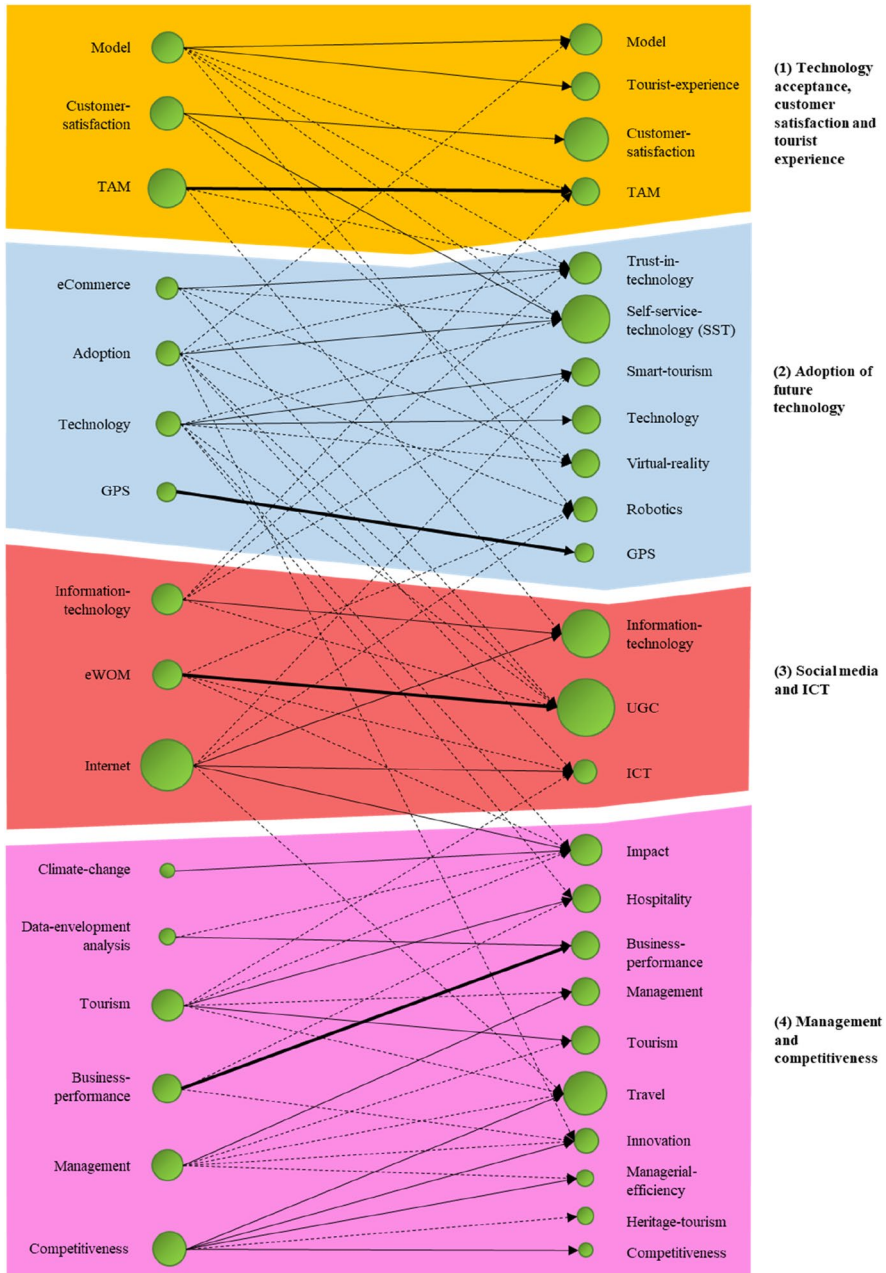 Model
Customer-
satisfaction
TAM
Model
Tourist-experience
Customer-
satisfaction
TAM
(1) Technology
acceptance,
customer
satisfaction and
tourist
experience
eCommerce
Adoption
Technology
GPS
Trust-in-
technology
Self-service-
technology (SST)
Smart-tourism
Technology
Virtual-reality
Robotics
GPS
(2) Adoption of
future
technology
Information-
technology
eWOM
Internet
Information-
technology
UGC
ICT
(3) Social media
and ICT
Climate-change
Data-envelopment
analysis
Tourism
Business-
performance
Management
Competitiveness
Impact
Hospitality
Business-
performance
Management
Tourism
Travel
Innovation
Managerial-
efficiency
Heritage-tourism
Competitiveness
(4) Management
and
competitiveness